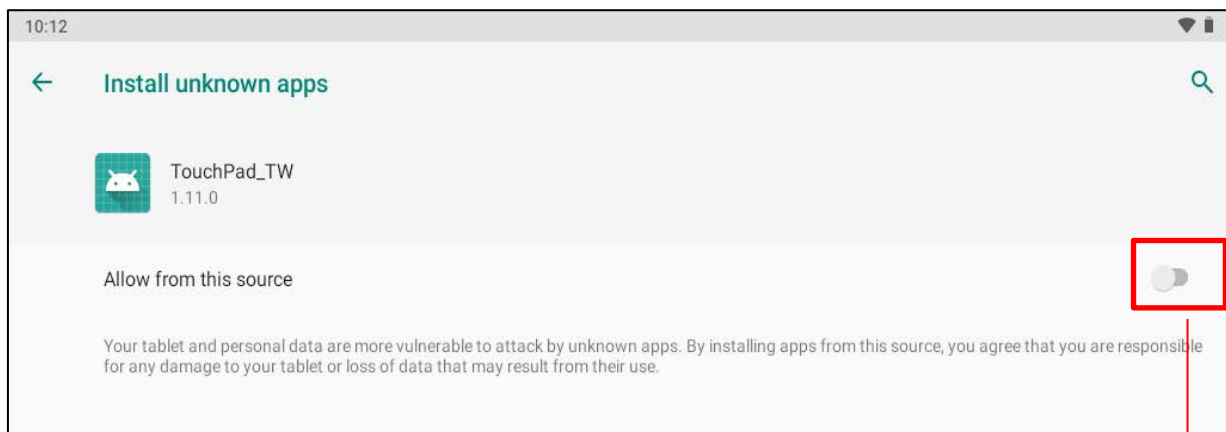 10:12
Install unknown apps
TouchPad_TW
1.11.0
Allow from this source
Your tablet and personal data are more vulnerable to attack by unknown apps. By installing apps from this source, you agree that you are responsible
for any damage to your tablet or loss of data that may result from their use.